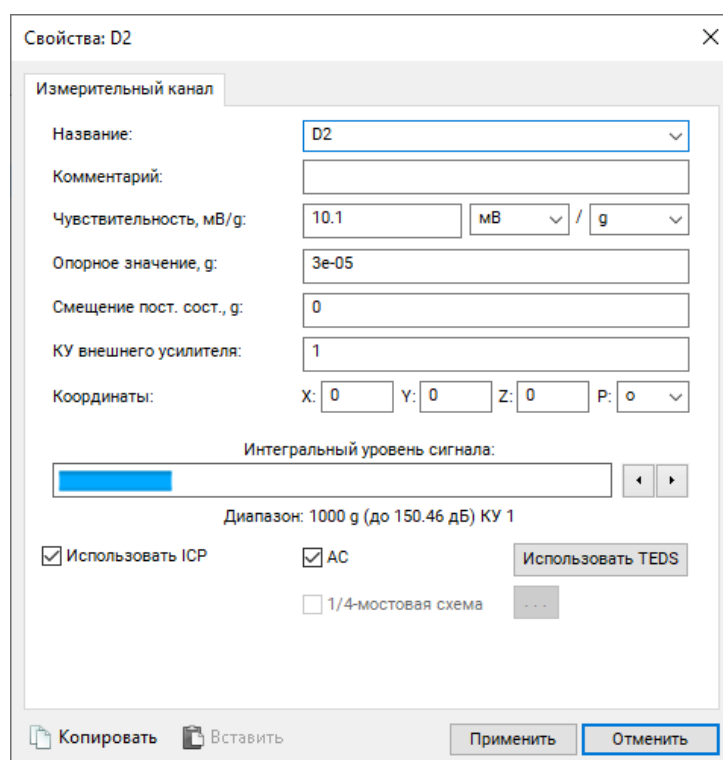 Свойства: D2
Измерительный канал
Название: D2
Комментарий:
Чувствительность, мВ/g: 10.1 мВ / g
Опорное значение, g: 3e-05
Смещение пост. сост., g: 0
КУ внешнего усилителя: 1
Координаты: X: 0 Y: 0 Z: 0 P: o
Интегральный уровень сигнала:
Диапазон: 1000 g (до 150.46 дБ) КУ 1
Использовать ICP AC Использовать TEDS
1/4-мостовая схема ...
Копировать Вставить Применить Отменить